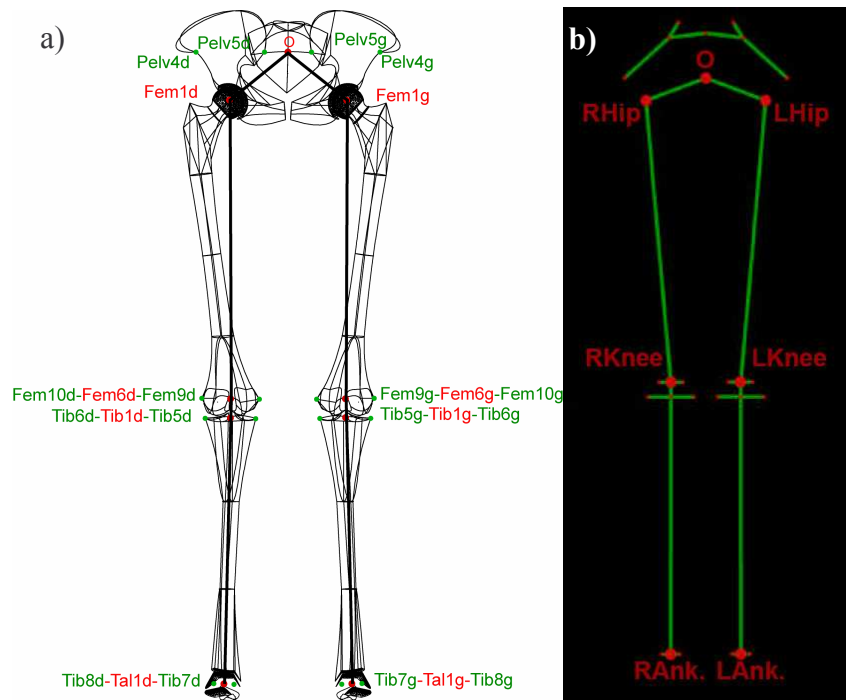 a)
Pelv5d O Pelv5g
Pelv4d Pelv4g
Fem1d Fem1g
Fem10d-Fem6d-Fem9d Fem9g-Fem6g-Fem10g
Tib6d-Tib1d-Tib5d Tib5g-Tib1g-Tib6g
Tib8d-Tal1d-Tib7d Tib7g-Tal1g-Tib8g
b)
O
RHip LHip
RKnee LKnee
RAnk. LAnk.